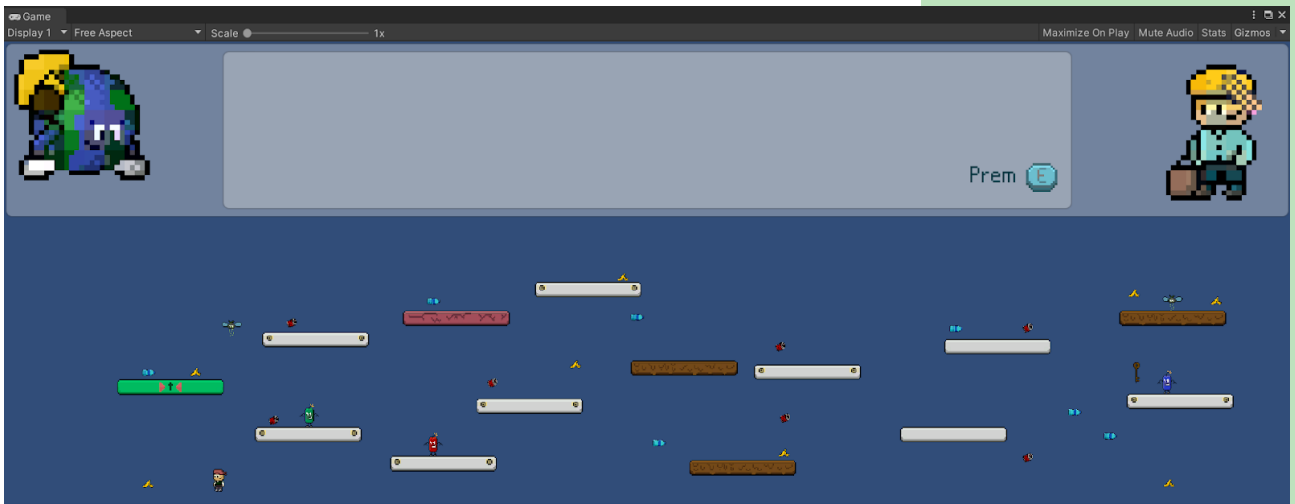 Game
Display 1 Free Aspect Scale 1x Maximize On Play Mute Audio Stats Gizmos
Prem E